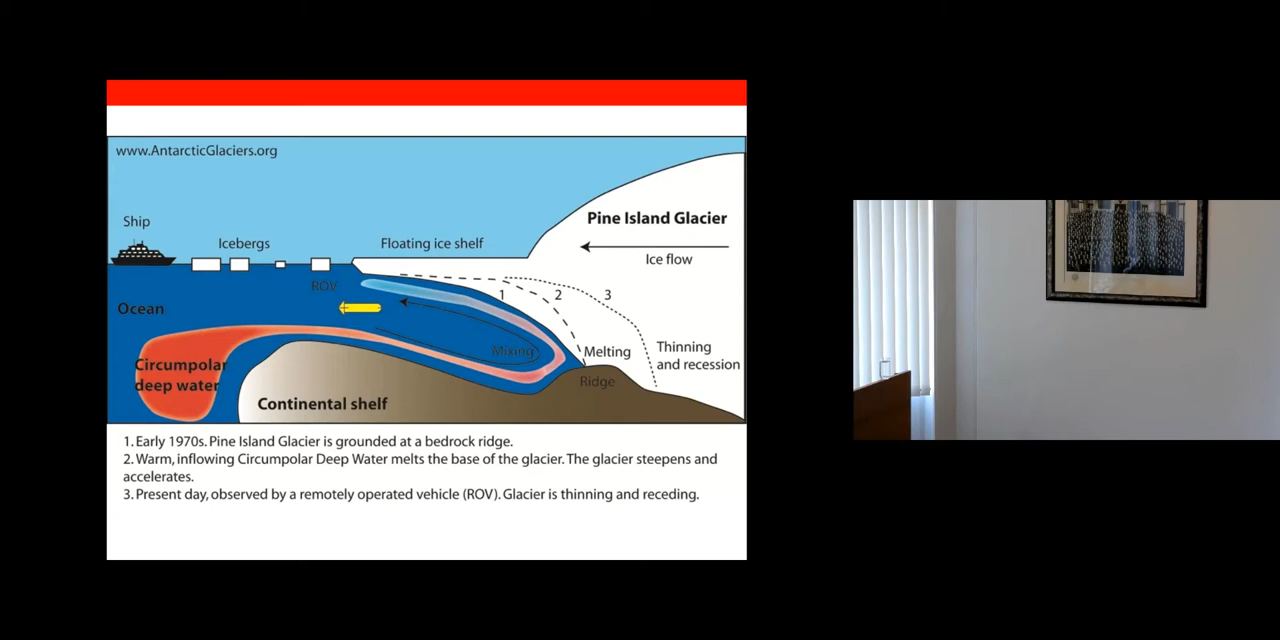 www.AntarcticGlaciers.org
Pine Island Glacier
Ship
Icebergs
Floating ice shelf
Ice flow
ROV
1
2
3
Ocean
Mixing
Melting
Thinning
and recession
Circumpolar
deep water
Ridge
Continental shelf
1. Early 1970s. Pine Island Glacier is grounded at a bedrock ridge.
2. Warm, inflowing Circumpolar Deep Water melts the base of the glacier. The glacier steepens and
accelerates.
3. Present day, observed by a remotely operated vehicle (ROV). Glacier is thinning and receding.